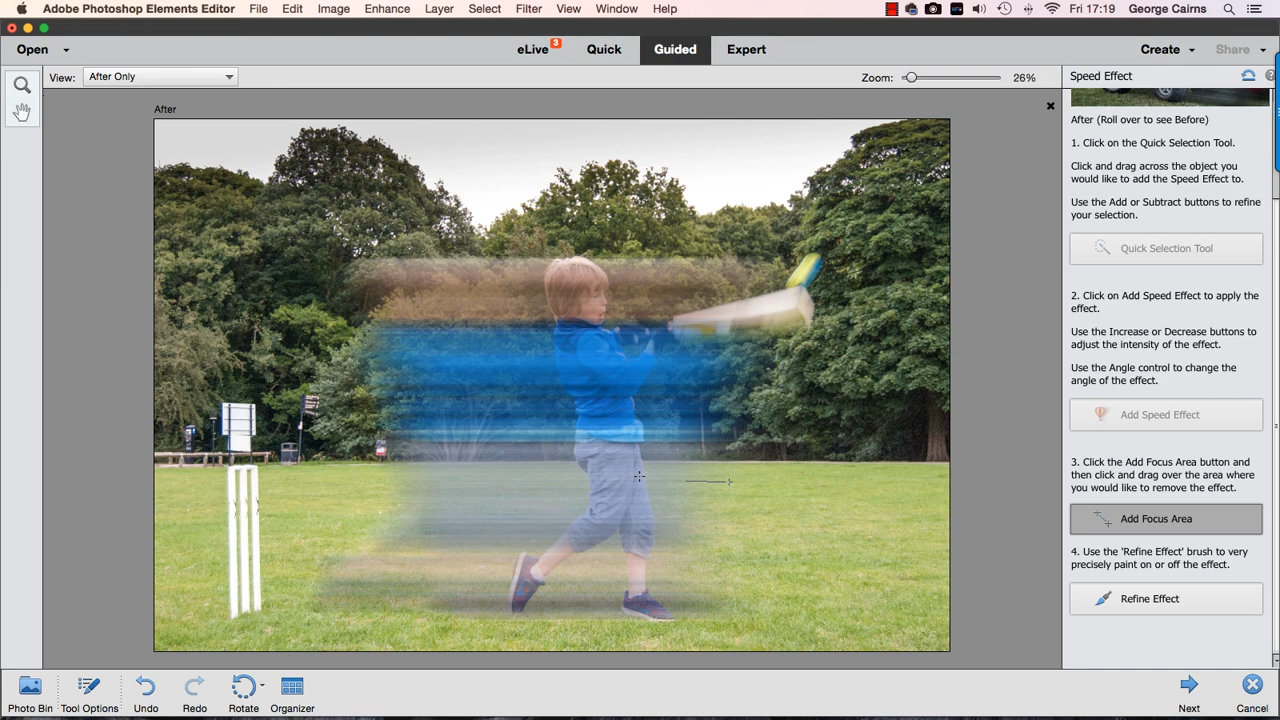 Adobe Photoshop Elements Editor File Edit Image Enhance Layer Select Filter View Window Help Fri 17:19 George Cairns
Open eLive 3 Quick Guided Expert Create Share
View: After Only Zoom: 26% Speed Effect
After
After (Roll over to see Before)
1. Click on the Quick Selection Tool.
Click and drag across the object you
would like to add the Speed Effect to.
Use the Add or Subtract buttons to refine
your selection.
Quick Selection Tool
2. Click on Add Speed Effect to apply the
effect.
Use the Increase or Decrease buttons to
adjust the intensity of the effect.
Use the Angle control to change the
angle of the effect.
Add Speed Effect
3. Click the Add Focus Area button and
then click and drag over the area where
you would like to remove the effect.
Add Focus Area
4. Use the 'Refine Effect' brush to very
precisely paint on or off the effect.
Refine Effect
Photo Bin Tool Options Undo Redo Rotate Organizer Next Cancel